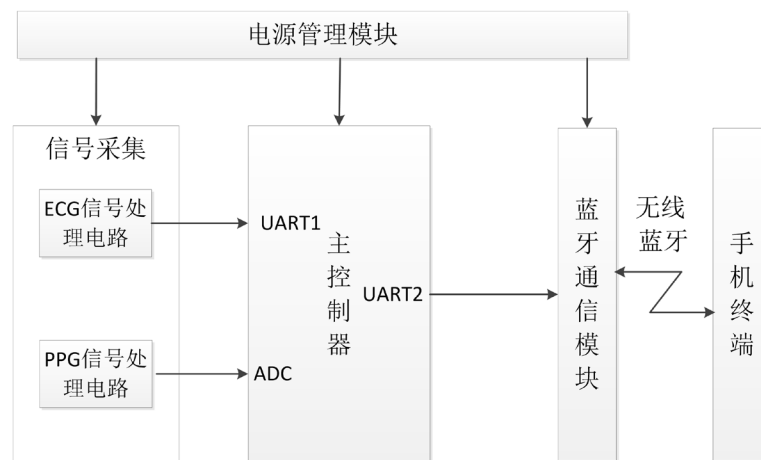 电源管理模块
信号采集
ECG信号处
理电路
PPG信号处
理电路
UART1
主控制器
UART2
ADC
蓝牙通信模块
无线
蓝牙
手机终端